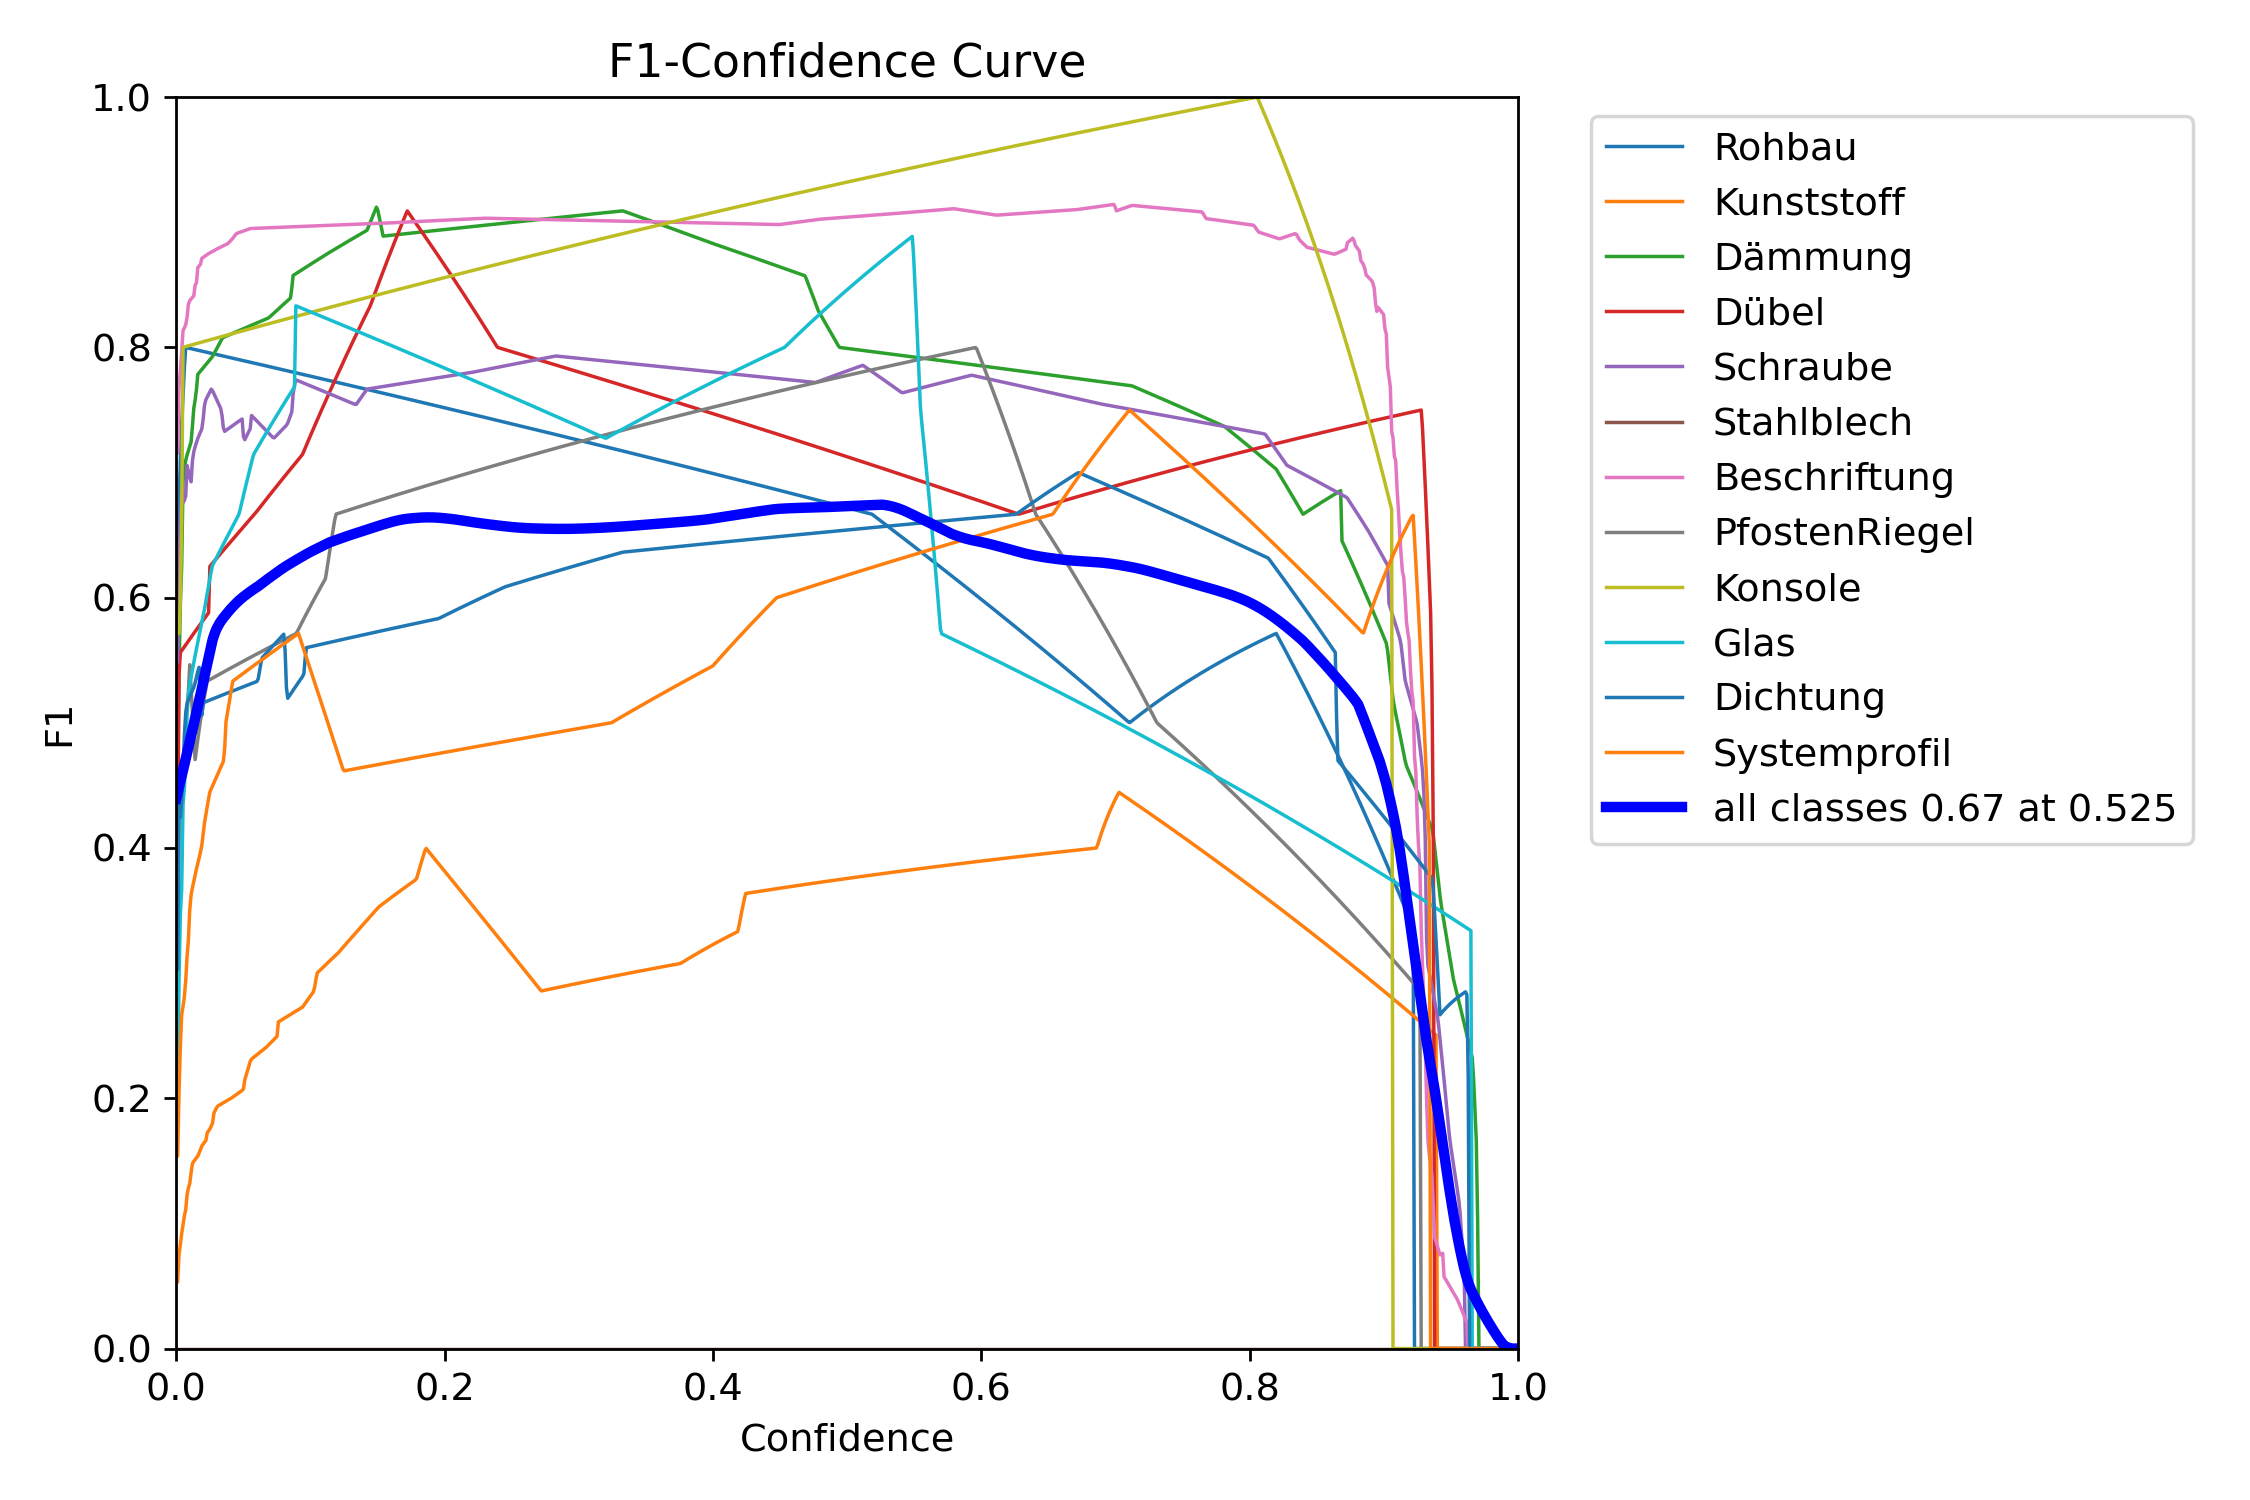 F1-Confidence Curve
1.0
0.8
0.6
0.4
0.2
0.0
F1
0.0 0.2 0.4 0.6 0.8 1.0
Confidence
Rohbau
Kunststoff
Dämmung
Dübel
Schraube
Stahlblech
Beschriftung
PfostenRiegel
Konsole
Glas
Dichtung
Systemprofil
all classes 0.67 at 0.525